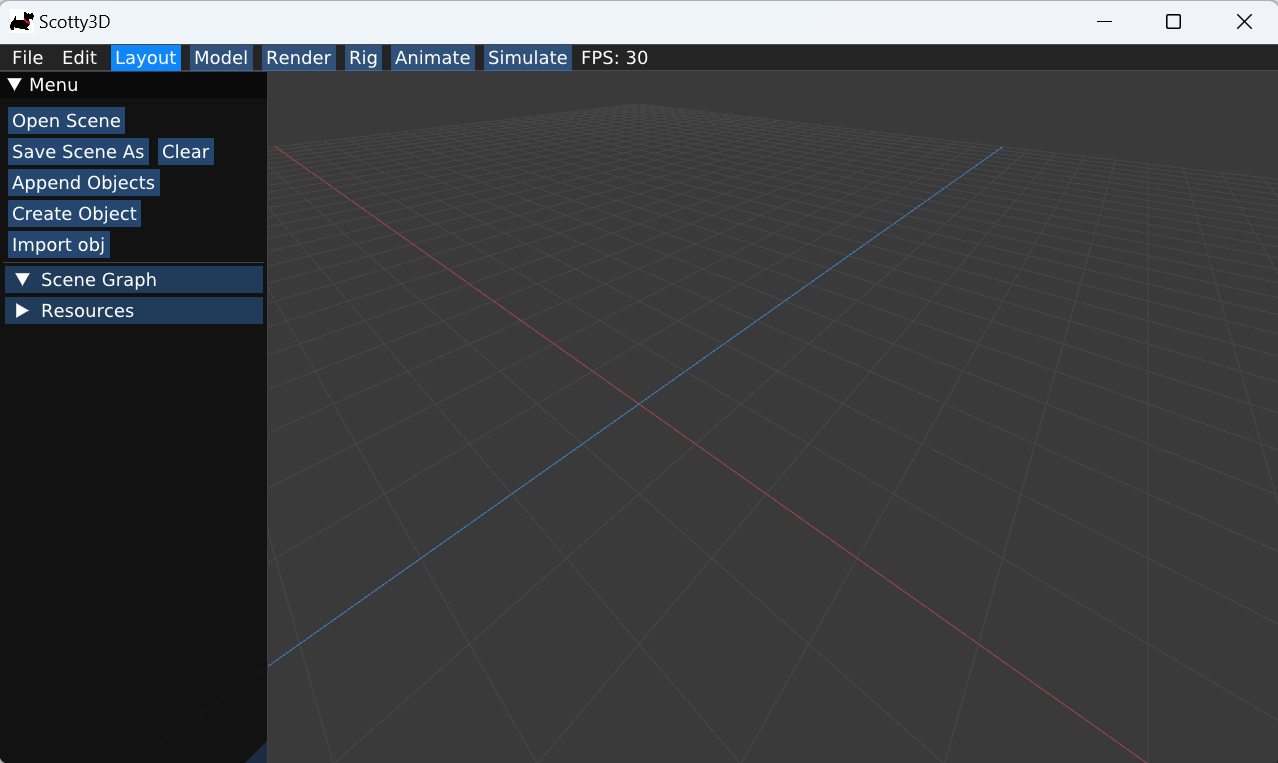 Scotty3D
File Edit Layout Model Render Rig Animate Simulate FPS: 30
Menu
Open Scene
Save Scene As Clear
Append Objects
Create Object
Import obj
Scene Graph
Resources